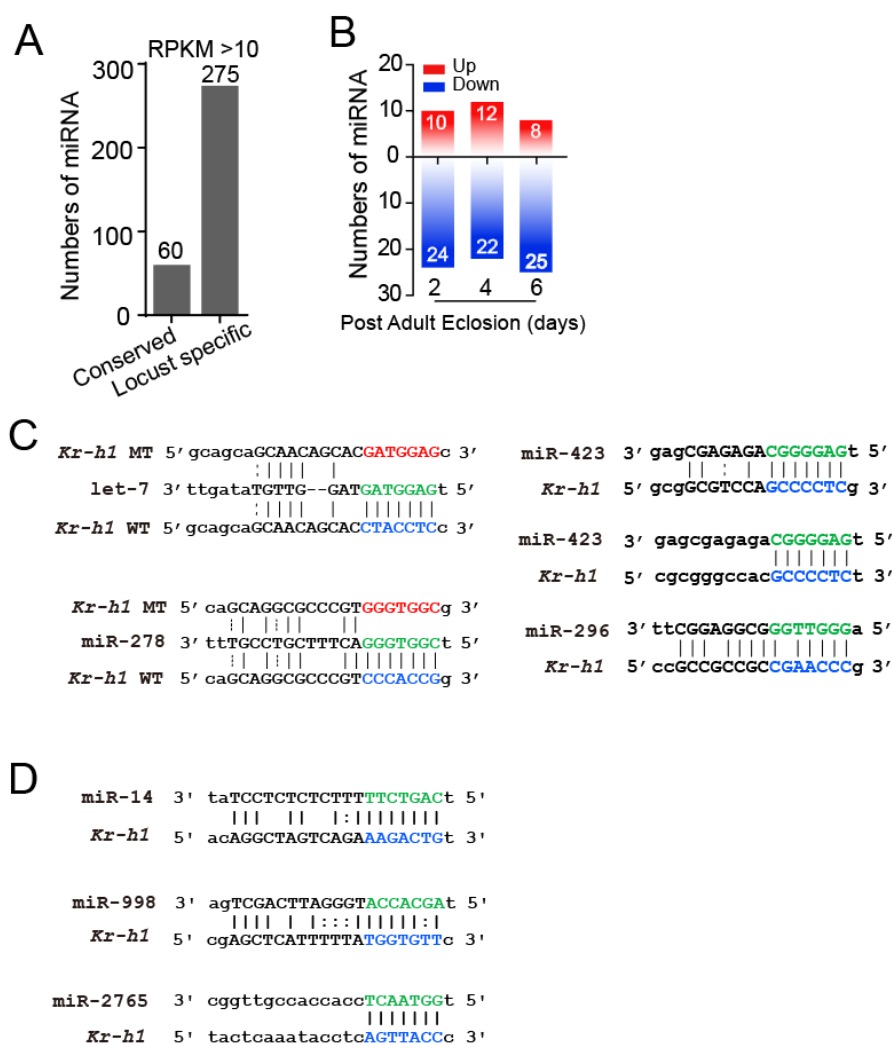 A
RPKM >10
Numbers of miRNA
300
200
100
0
60
275
Conserved
Locust specific
B
Numbers of miRNA
20
10
0
10
20
30
Up
Down
10
12
8
24
22
25
2
4
6
Post Adult Eclosion (days)
C
Kr-h1 MT 5′gcagcaGCAACAGCACGATGGAGc 3′
let-7 3′ttgataTGTTG--GATGATGGAGt 5′
Kr-h1 WT 5′gcagcaGCAACAGCACCTACCTCc 3′
Kr-h1 MT 5′caGCAGGCGCCCGTGGGTGGCg 3′
miR-278 3′ttTGCCTGCTTTCAGGGTGGCt 5′
Kr-h1 WT 5′caGCAGGCGCCCGTCCCACCGg 3′
miR-423 3′gagCGAGAGACGGGGAGt 5′
Kr-h1 5′gcgGCGTCCAGCCCCTCg 3′
miR-423 3′ gagcgagagaCGGGGAGt 5′
Kr-h1 5′ cgcgggccacGCCCCTCt 3′
miR-296 3′ttCGGAGGCGGGTTGGGa 5′
Kr-h1 5′ccGCCGCCGCCGAACCCg 3′
D
miR-14 3' taTCCTCTCTCTTTTTCTGACt 5'
Kr-h1 5' acAGGCTAGTCAGAAAGACTGt 3'
miR-998 3' agTCGACTTAGGGTACCACGAt 5'
Kr-h1 5' cgAGCTCATTTTTATGGTGTTc 3'
miR-2765 3' cggttgccaccaccTCAATGGt 5'
Kr-h1 5' tactcaaatacctcAGTTACCc 3'